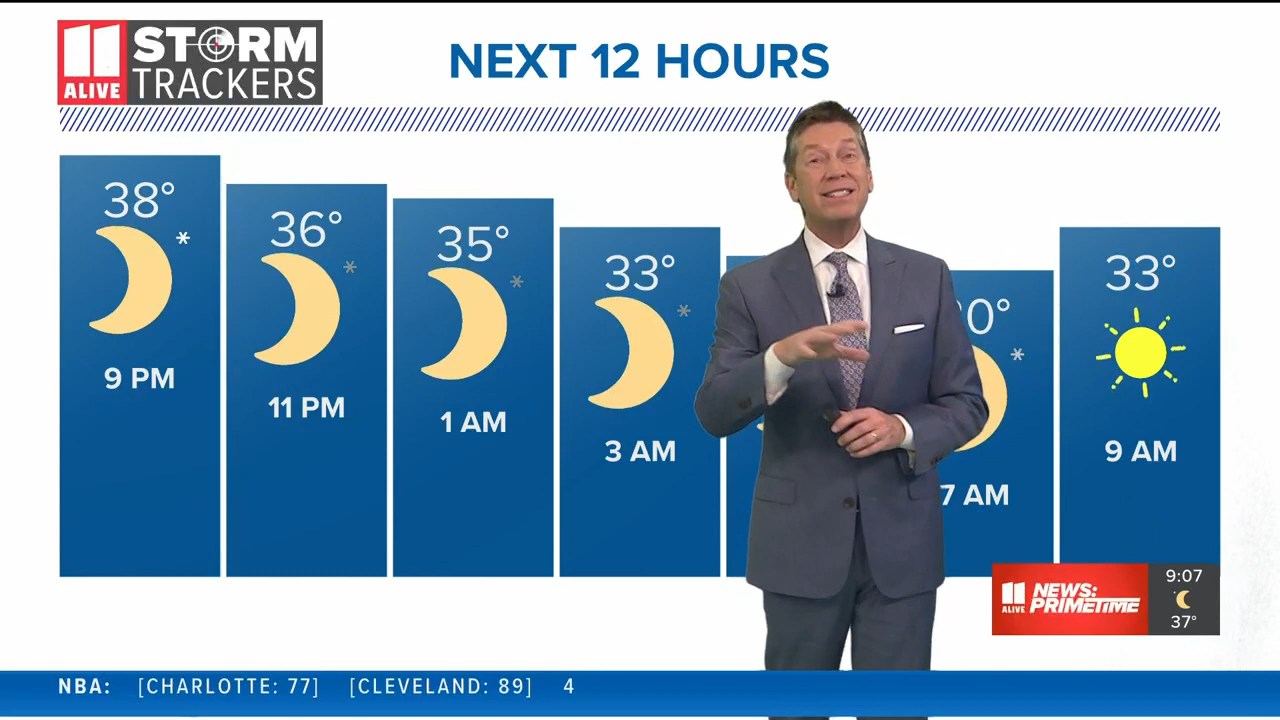 11 ALIVE
STORM
TRACKERS
NEXT 12 HOURS
38°
9 PM
36°
11 PM
35°
1 AM
33°
3 AM
0°
7 AM
33°
9 AM
11 ALIVE
NEWS:
PRIMETIME
9:07
37°
NBA: [CHARLOTTE: 77] [CLEVELAND: 89] 4